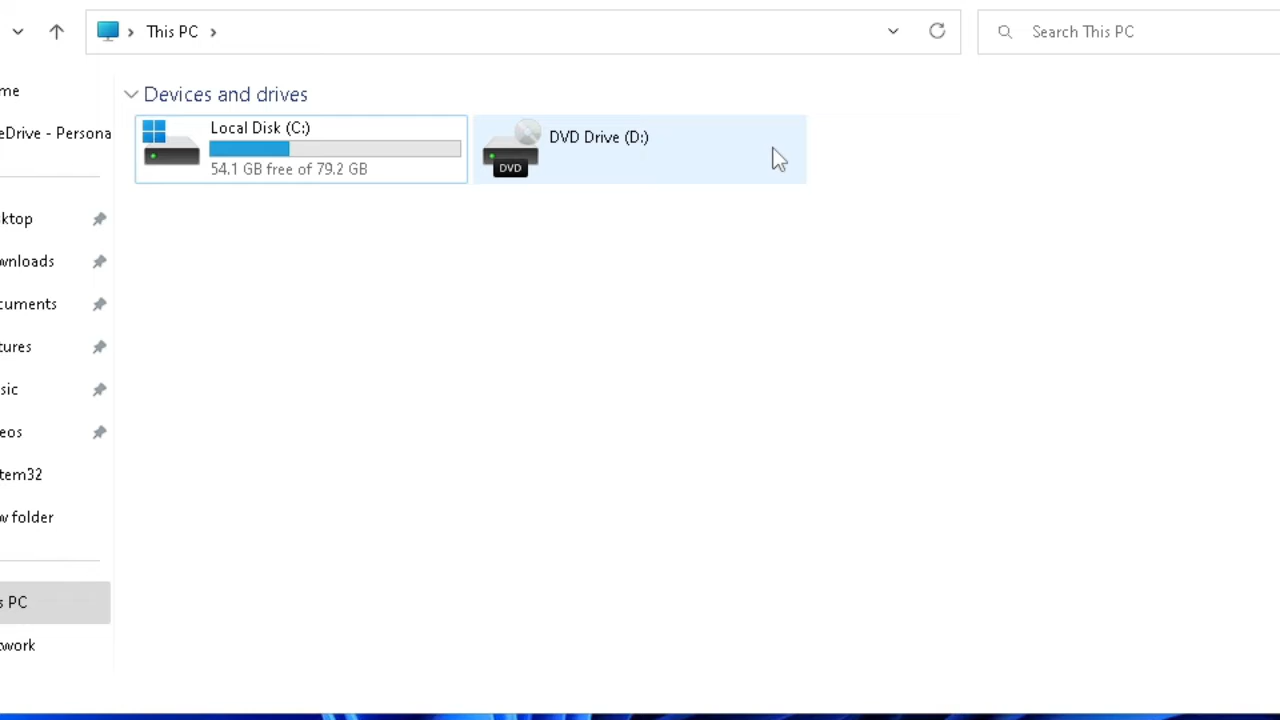 This PC
Search This PC
me
eDrive - Persona
ktop
wnloads
cuments
tures
sic
eos
tem32
w folder
s PC
twork
Devices and drives
Local Disk (C:)
54.1 GB free of 79.2 GB
DVD Drive (D:)
DVD